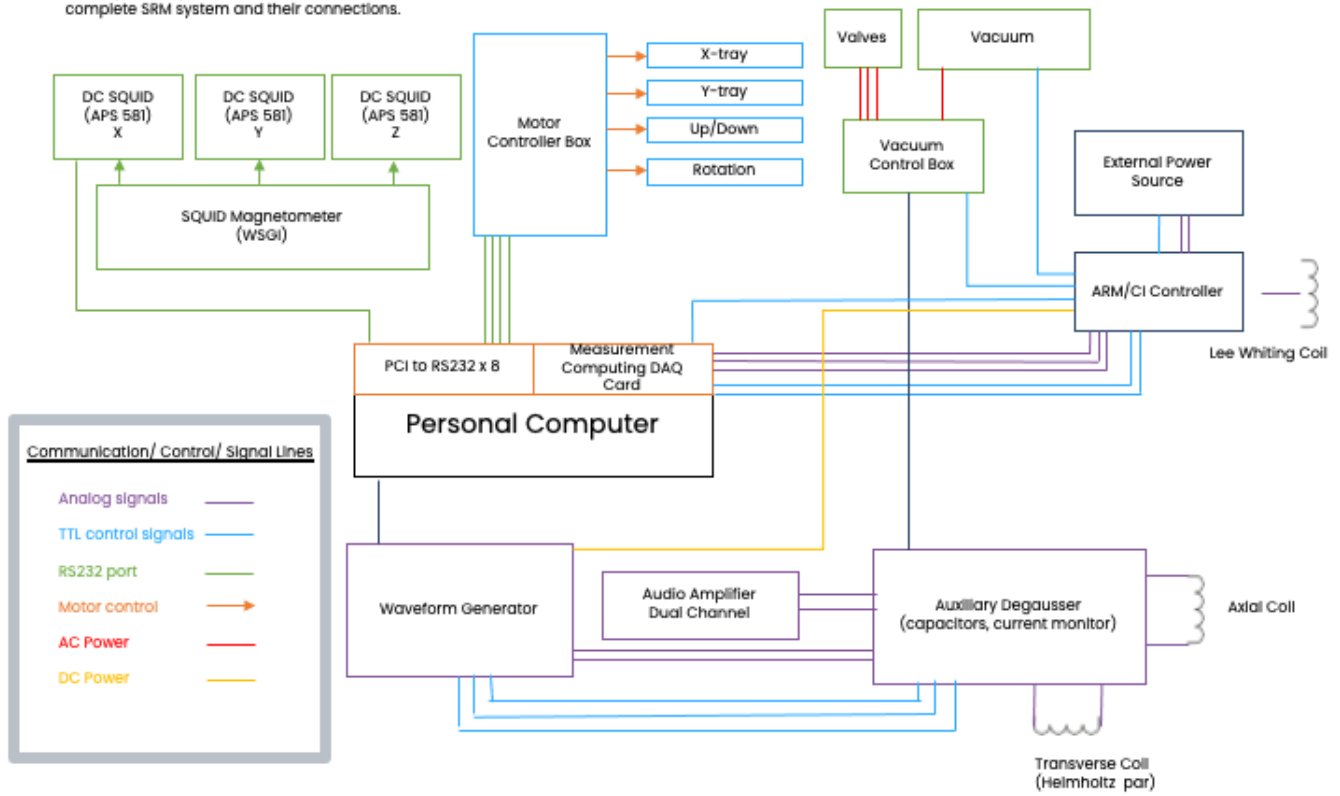 complete SRM system and their connections.
DC SQUID
(APS 581)
X
DC SQUID
(APS 581)
Y
DC SQUID
(APS 581)
Z
SQUID Magnetometer
(WSGI)
Motor
Controller Box
X-tray
Y-tray
Up/Down
Rotation
Valves
Vacuum
Vacuum
Control Box
External Power
Source
ARM/CI Controller
Lee Whiting Coil
PCI to RS232 x 8
Measurement
Computing DAQ
Card
Personal Computer
Communication/ Control/ Signal Lines
Analog signals
TTL control signals
RS232 port
Motor control
AC Power
DC Power
Waveform Generator
Audio Amplifier
Dual Channel
Auxiliary Degausser
(capacitors, current monitor)
Axial Coil
Transverse Coil
(Helmholtz par)